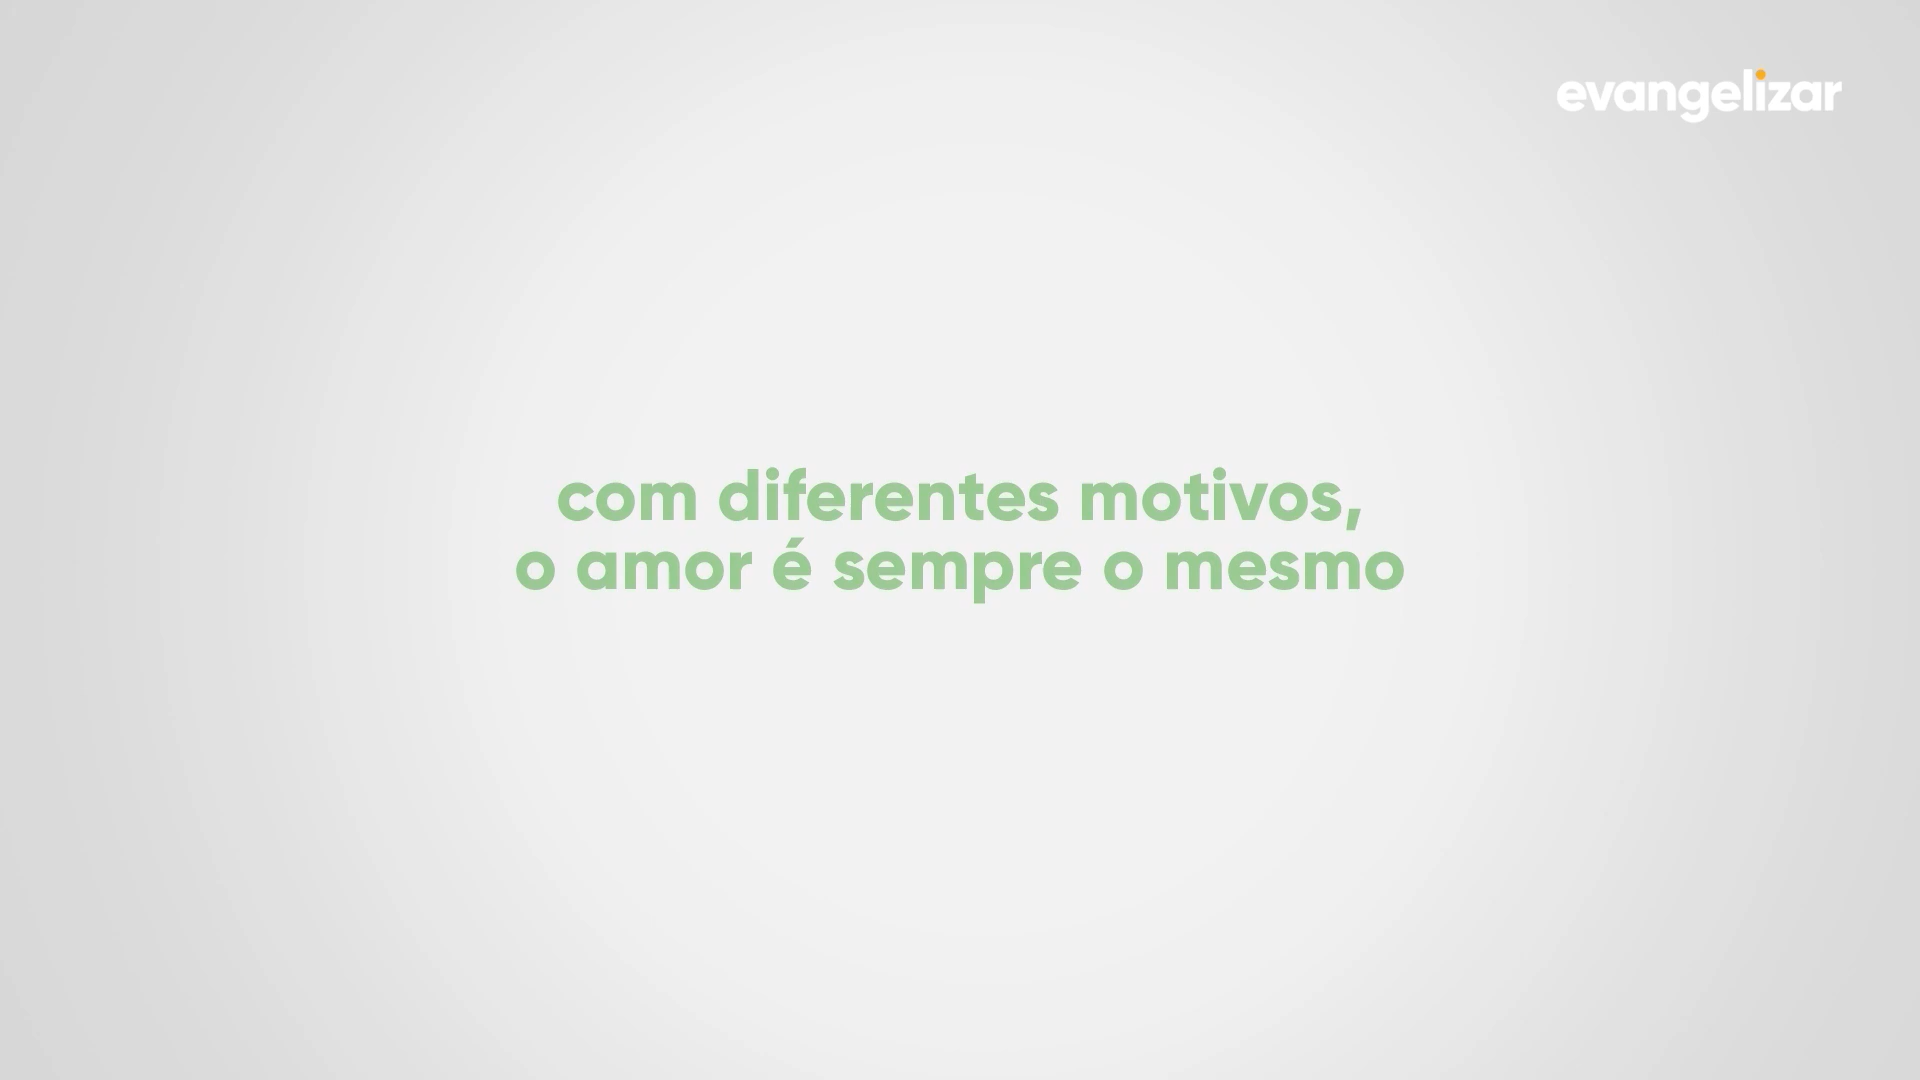 evangelizar
com diferentes motivos,
o amor é sempre o mesmo